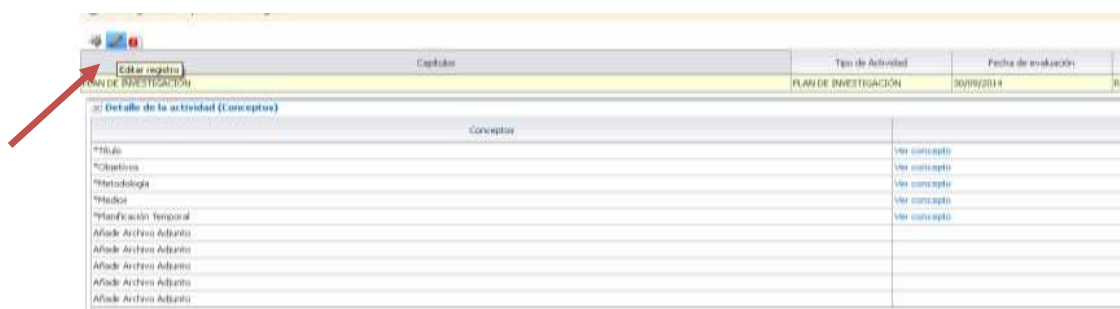 Editar registro
Capítulos Tipo de Actividad Fecha de evaluación
PLAN DE INVESTIGACIÓN PLAN DE INVESTIGACIÓN 30/09/2014
Detalle de la actividad (Conceptos)
Conceptos
*Título Ver concepto
*Objetivos Ver concepto
*Metodología Ver concepto
*Medios Ver concepto
*Planificación Temporal Ver concepto
Añadir Archivo Adjunto
Añadir Archivo Adjunto
Añadir Archivo Adjunto
Añadir Archivo Adjunto
Añadir Archivo Adjunto